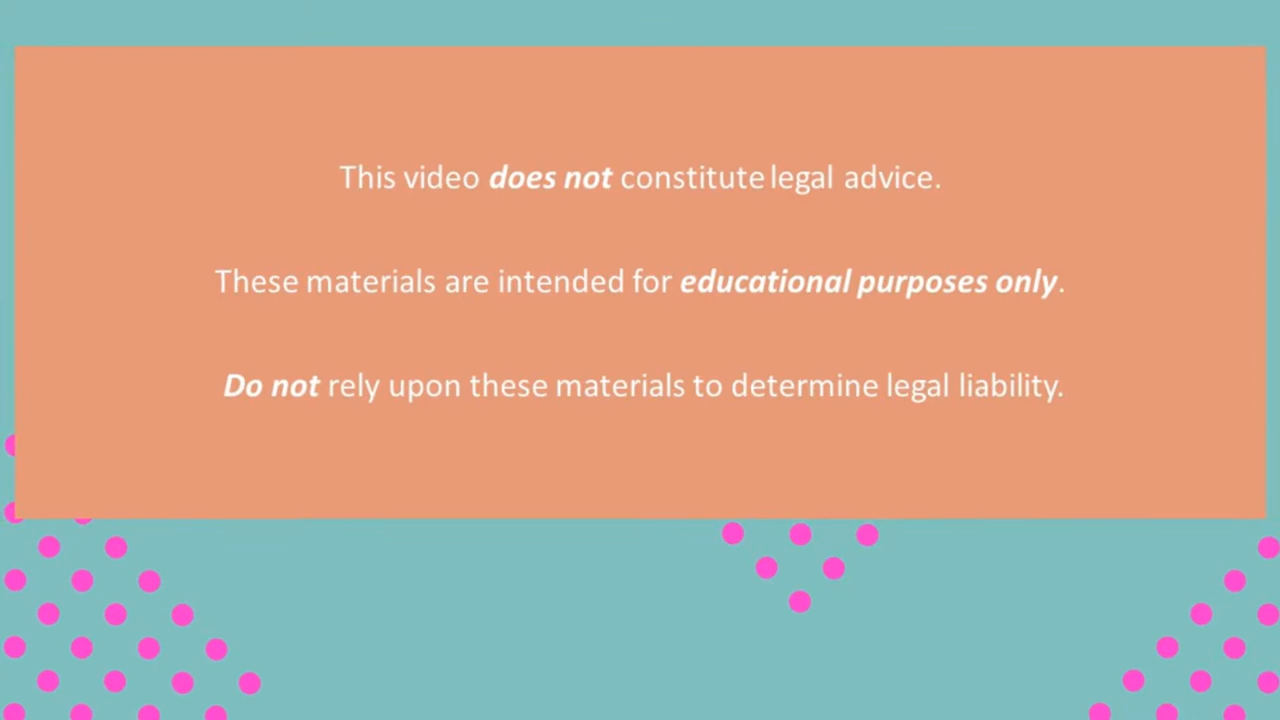 This video does not constitute legal advice.
These materials are intended for educational purposes only.
Do not rely upon these materials to determine legal liability.